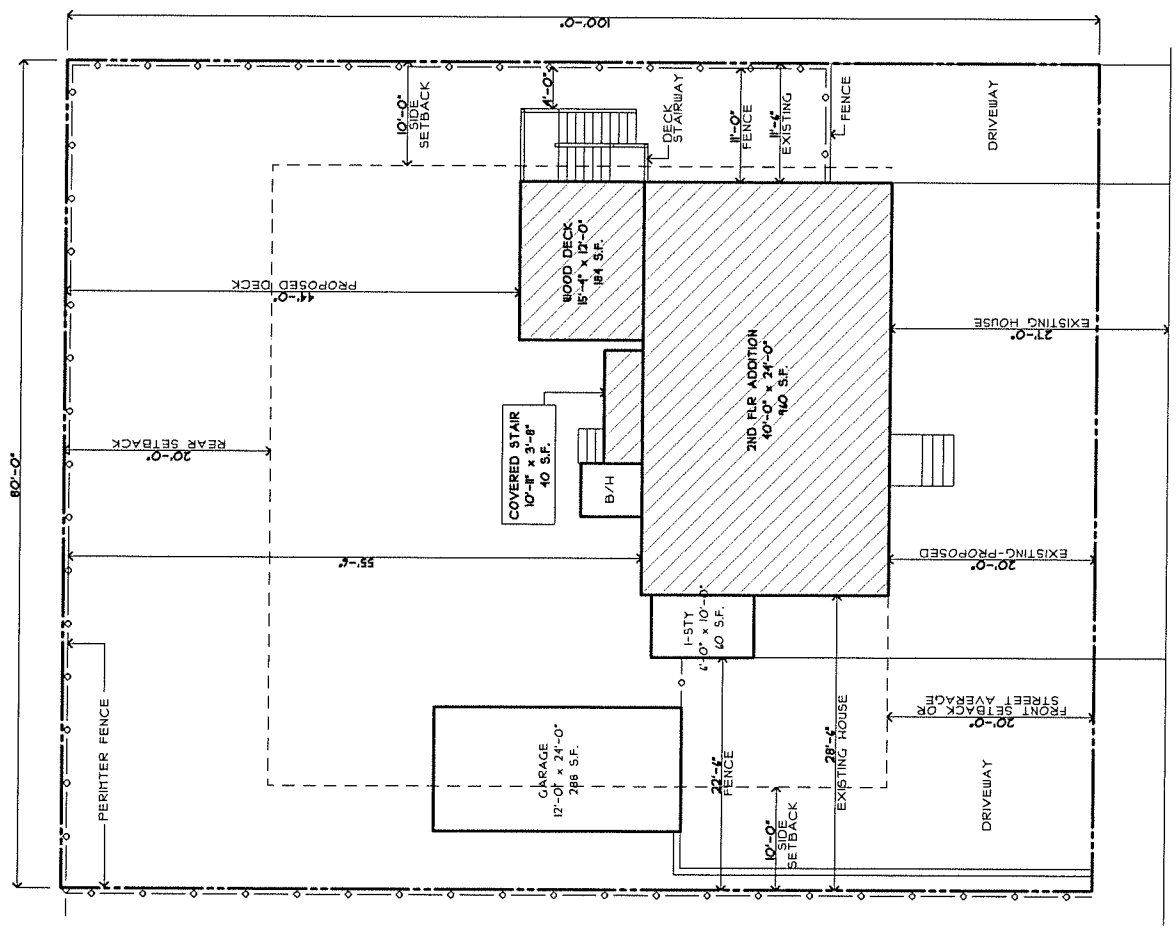 100'-0"
80'-0"
10'-0"
SIDE
SETBACK
4'-0"
DECK
STAIRWAY
11'-0"
FENCE
11'-6"
EXISTING
FENCE
DRIVEWAY
44'-0"
PROPOSED DECK
WOOD DECK
15'-4" x 12'-0"
184 S.F.
27'-0"
EXISTING HOUSE
20'-0"
REAR SETBACK
COVERED STAIR
10'-11" x 3'-8"
40 S.F.
B/H
2ND FLR ADDITION
40'-0" x 24'-0"
960 S.F.
55'-6"
20'-0"
EXISTING-PROPOSED
1-STY
6'-0" x 10'-0"
60 S.F.
PERIMTER FENCE
GARAGE
12'-0" x 24'-0"
288 S.F.
22'-6"
FENCE
28'-6"
EXISTING HOUSE
20'-0"
FRONT SETBACK OR
STREET AVERAGE
10'-0"
SIDE
SETBACK
DRIVEWAY